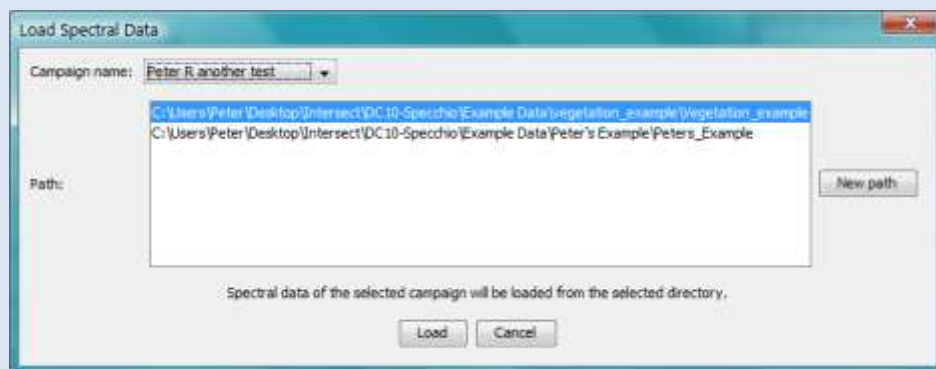 Load Spectral Data
Campaign name: Peter R another test
C:\Users\Peter\Desktop\Intersect\DC10-Specchio\Example Data\vegetation_example\Vegetation_example
C:\Users\Peter\Desktop\Intersect\DC10-Specchio\Example Data\Peter's Example\Peters_Example
Path:
New path
Spectral data of the selected campaign will be loaded from the selected directory.
Load Cancel